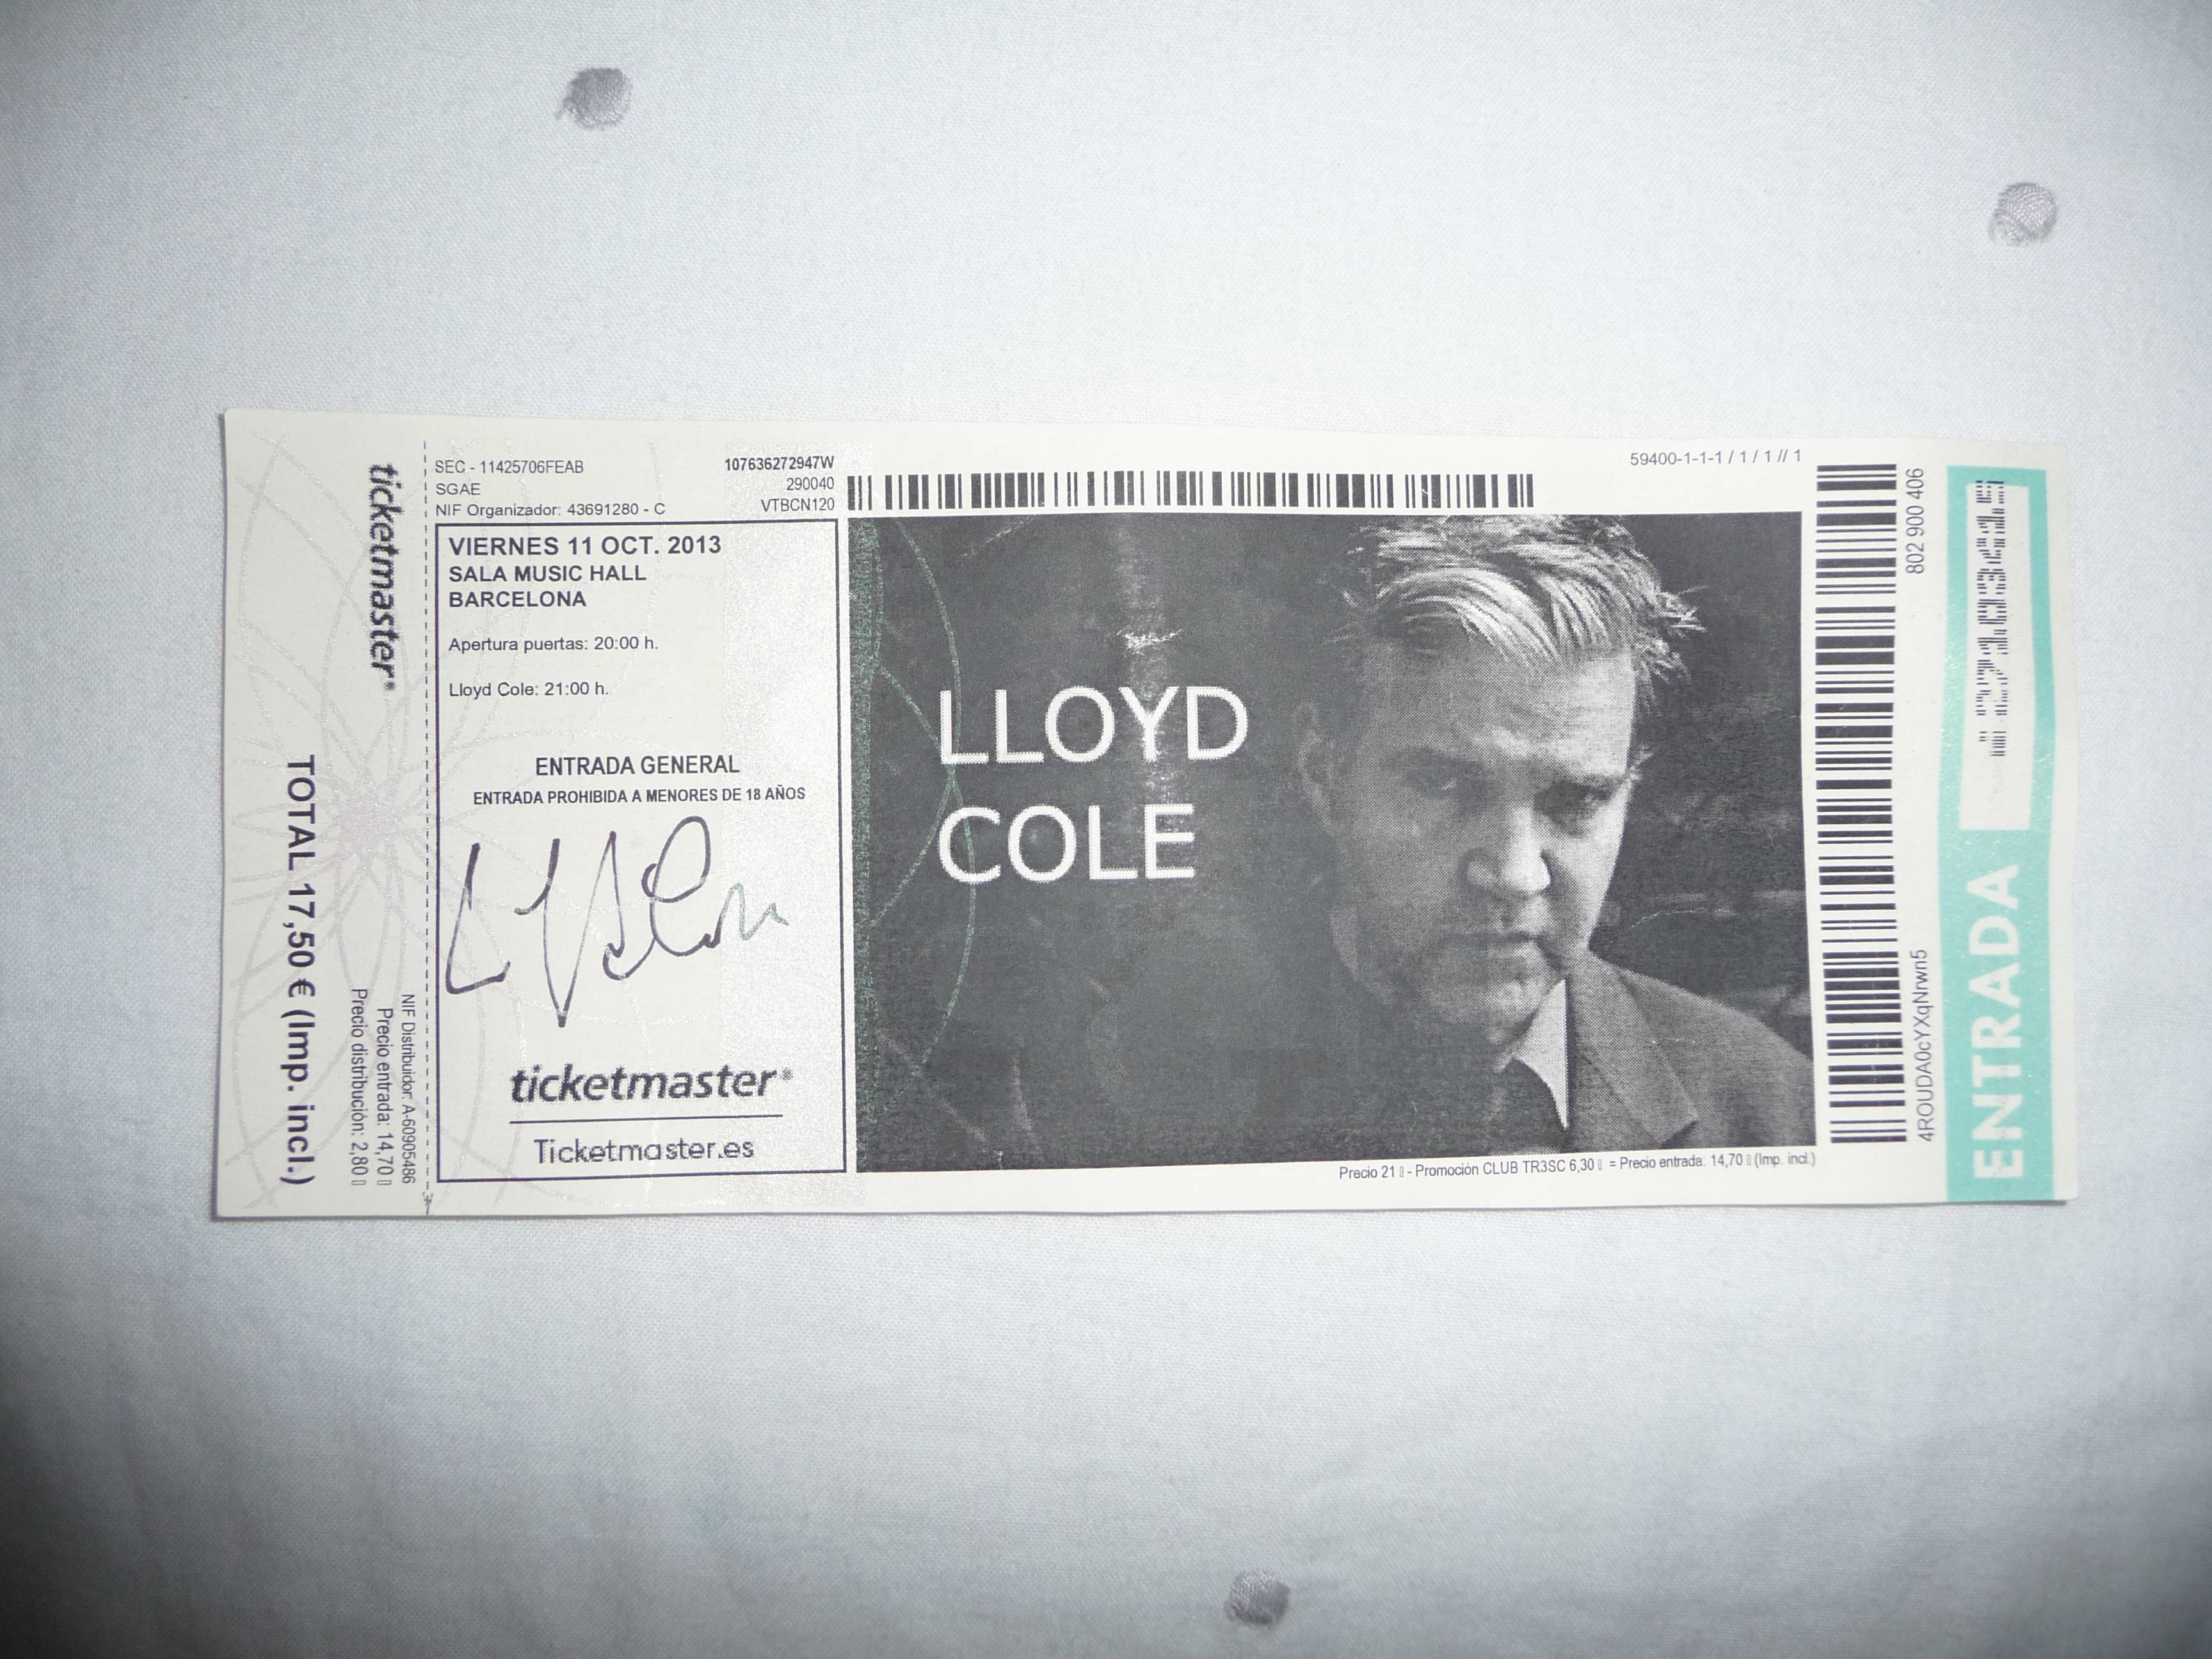 ticketmaster®
TOTAL 17,50 € (Imp. incl.)
NIF Distribuidor: A-60905486
Precio entrada: 14,70 ▯
Precio distribución: 2,80 ▯
SEC - 11425706FEAB
SGAE
NIF Organizador: 43691280 - C
107636272947W
290040
VTBCN120
VIERNES 11 OCT. 2013
SALA MUSIC HALL
BARCELONA
Apertura puertas: 20:00 h.
Lloyd Cole: 21:00 h.
ENTRADA GENERAL
ENTRADA PROHIBIDA A MENORES DE 18 AÑOS
ticketmaster®
Ticketmaster.es
59400-1-1-1 / 1 / 1 // 1
LLOYD
COLE
Precio 21 ▯ - Promoción CLUB TR3SC 6,30 ▯ = Precio entrada: 14,70 ▯ (Imp. incl.)
802 900 406
4ROUDA0cYXqNrwn5
ENTRADA